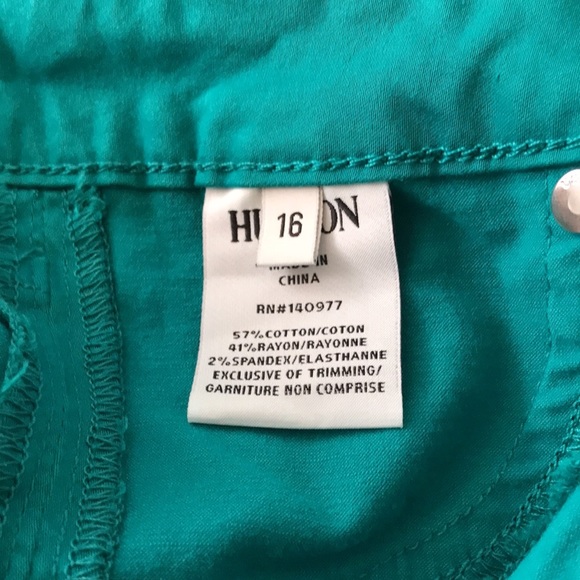 HU ON
16
MADE IN
CHINA
RN#140977
57%COTTON/COTON
41%RAYON/RAYONNE
2%SPANDEX/ELASTHANNE
EXCLUSIVE OF TRIMMING/
GARNITURE NON COMPRISE